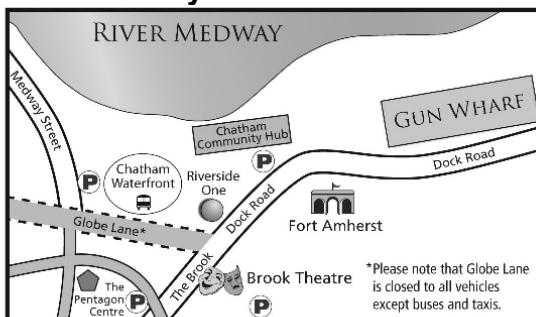 RIVER MEDWAY
Medway Street
GUN WHARF
Chatham
Community Hub
P
Dock Road
P
Chatham
Waterfront
Riverside
One
Dock Road
Fort Amherst
Globe Lane*
The Brook
Brook Theatre
*Please note that Globe Lane
is closed to all vehicles
except buses and taxis.
The
Pentagon
Centre
P
P